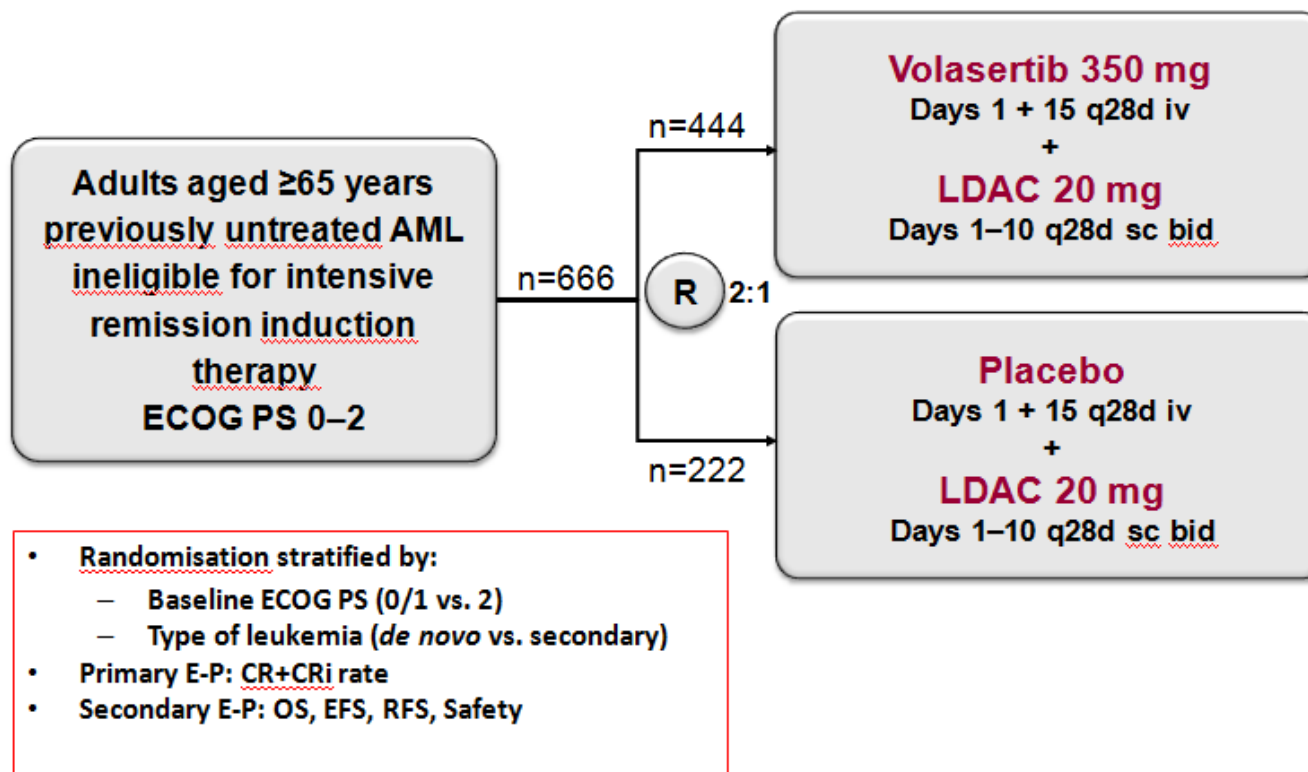 Adults aged ≥65 years
previously untreated AML
ineligible for intensive
remission induction
therapy
ECOG PS 0–2
n=666
R
2:1
n=444
Volasertib 350 mg
Days 1 + 15 q28d iv
+
LDAC 20 mg
Days 1–10 q28d sc bid
n=222
Placebo
Days 1 + 15 q28d iv
+
LDAC 20 mg
Days 1–10 q28d sc bid
• Randomisation stratified by:
– Baseline ECOG PS (0/1 vs. 2)
– Type of leukemia (de novo vs. secondary)
• Primary E-P: CR+CRi rate
• Secondary E-P: OS, EFS, RFS, Safety